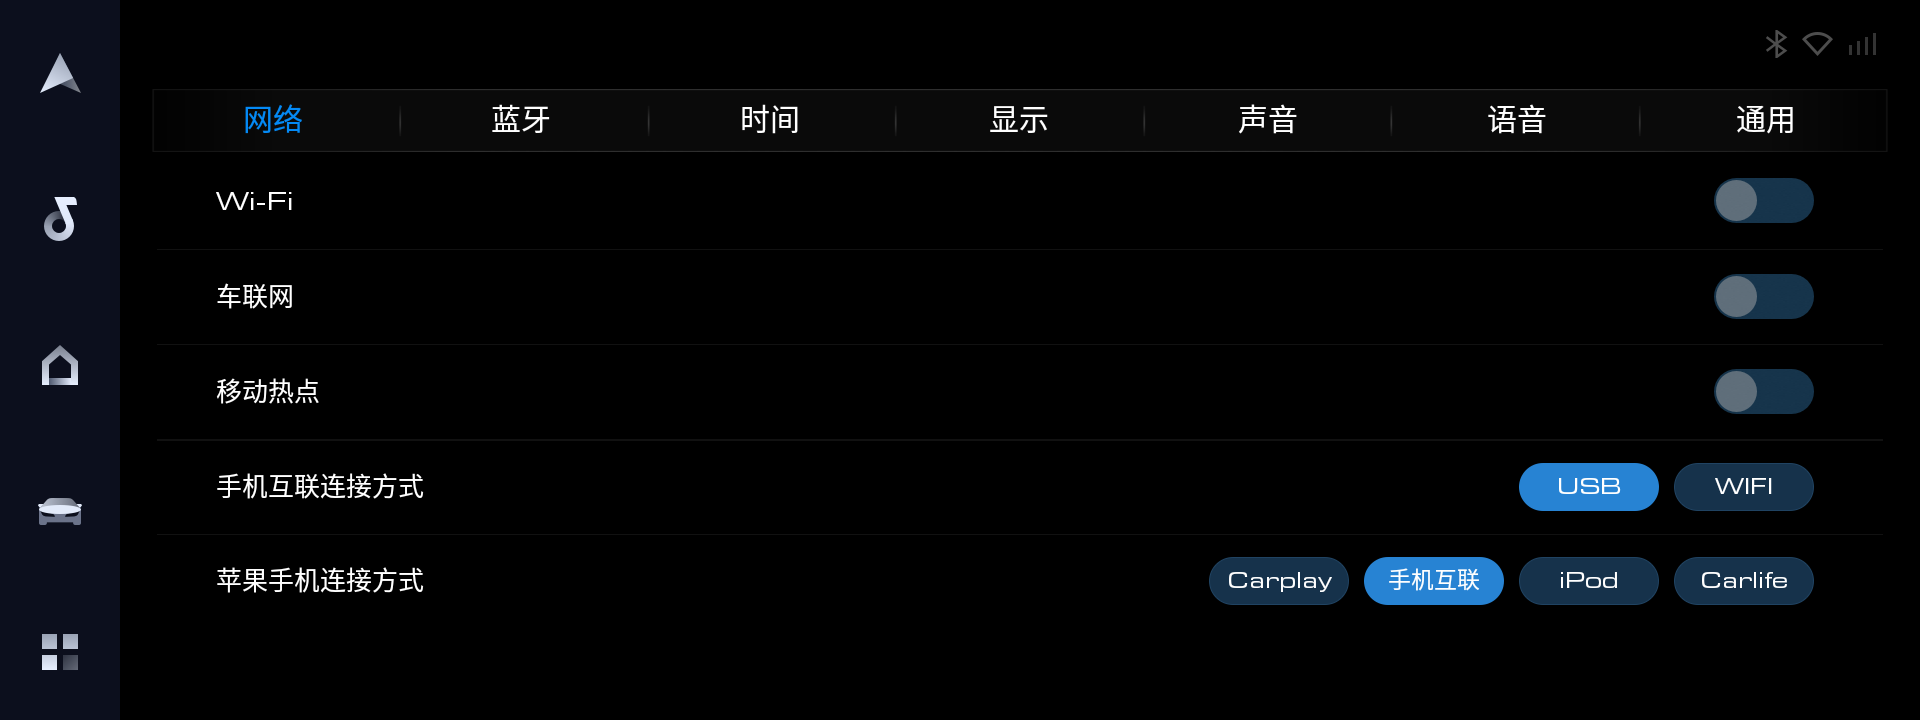 网络 蓝牙 时间 显示 声音 语音 通用
Wi-Fi
车联网
移动热点
手机互联连接方式 USB WIFI
苹果手机连接方式 Carplay 手机互联 iPod Carlife